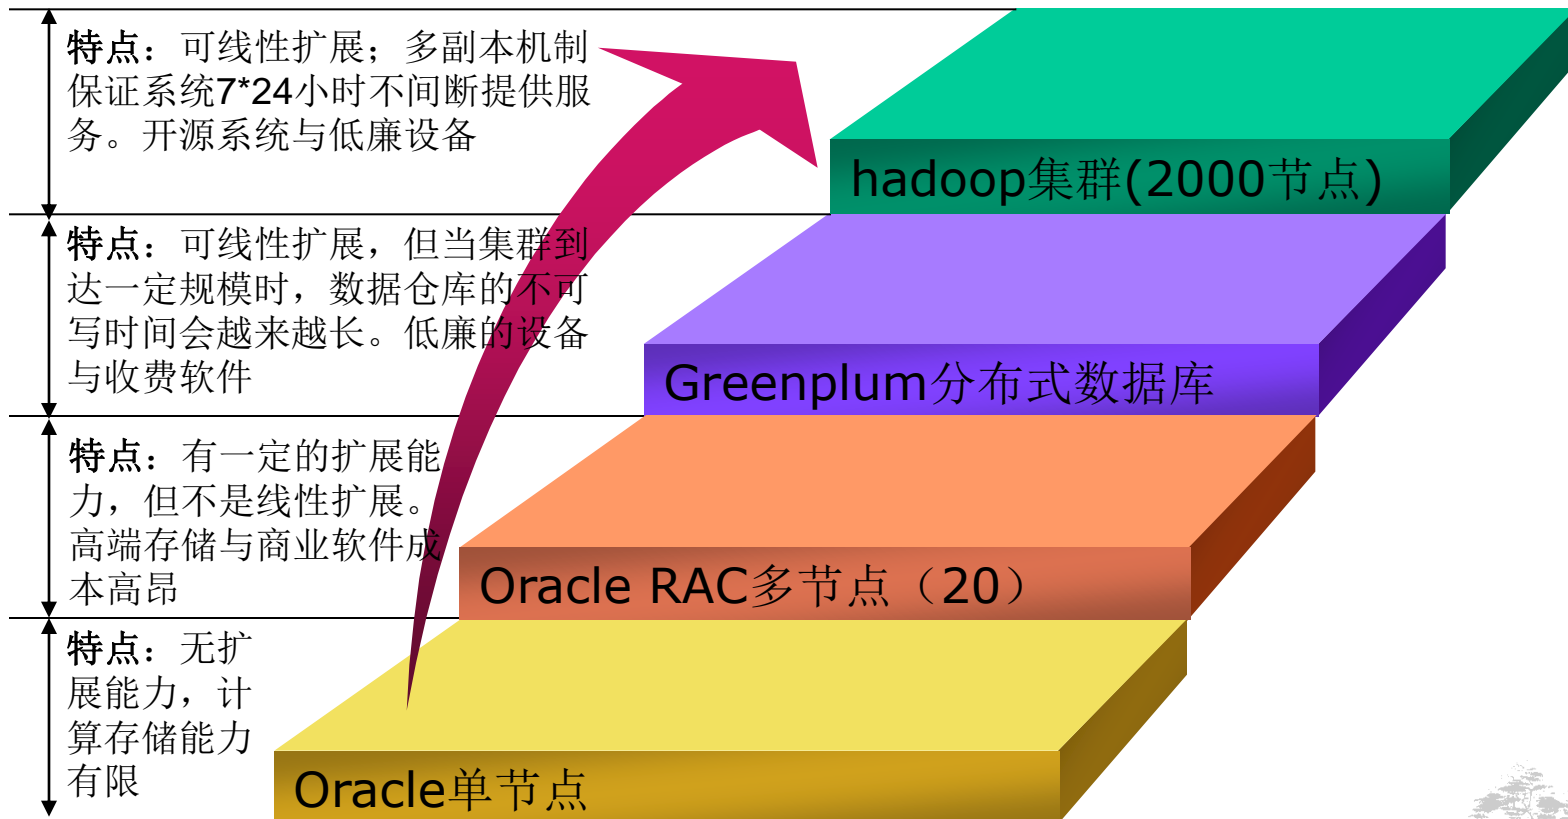 特点：可线性扩展；多副本机制
保证系统7*24小时不间断提供服
务。开源系统与低廉设备
hadoop集群(2000节点)
特点：可线性扩展，但当集群到
达一定规模时，数据仓库的不可
写时间会越来越长。低廉的设备
与收费软件
Greenplum分布式数据库
特点：有一定的扩展能
力，但不是线性扩展。
高端存储与商业软件成
本高昂
Oracle RAC多节点（20）
特点：无扩
展能力，计
算存储能力
有限
Oracle单节点